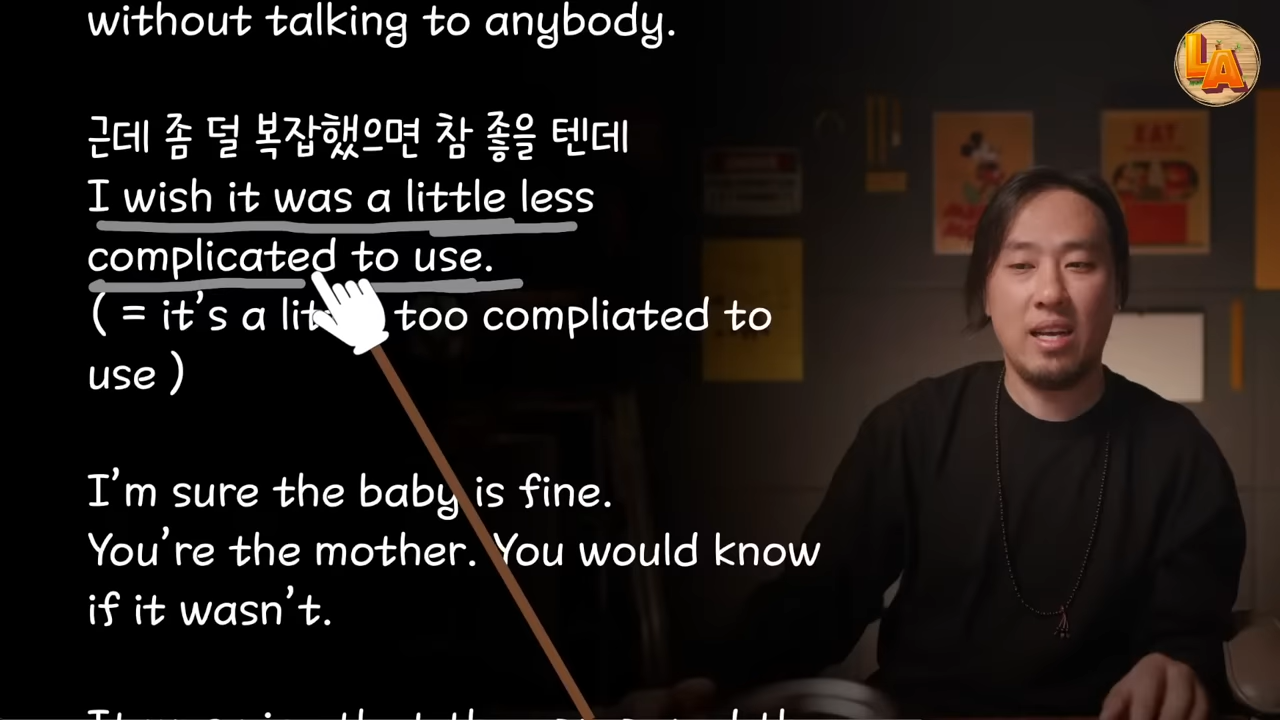 without talking to anybody.
근데 좀 덜 복잡했으면 참 좋을 텐데
I wish it was a little less
complicated to use.
( = it's a lit too compliated to
use )
I'm sure the baby is fine.
You're the mother. You would know
if it wasn't.
LA
EAT